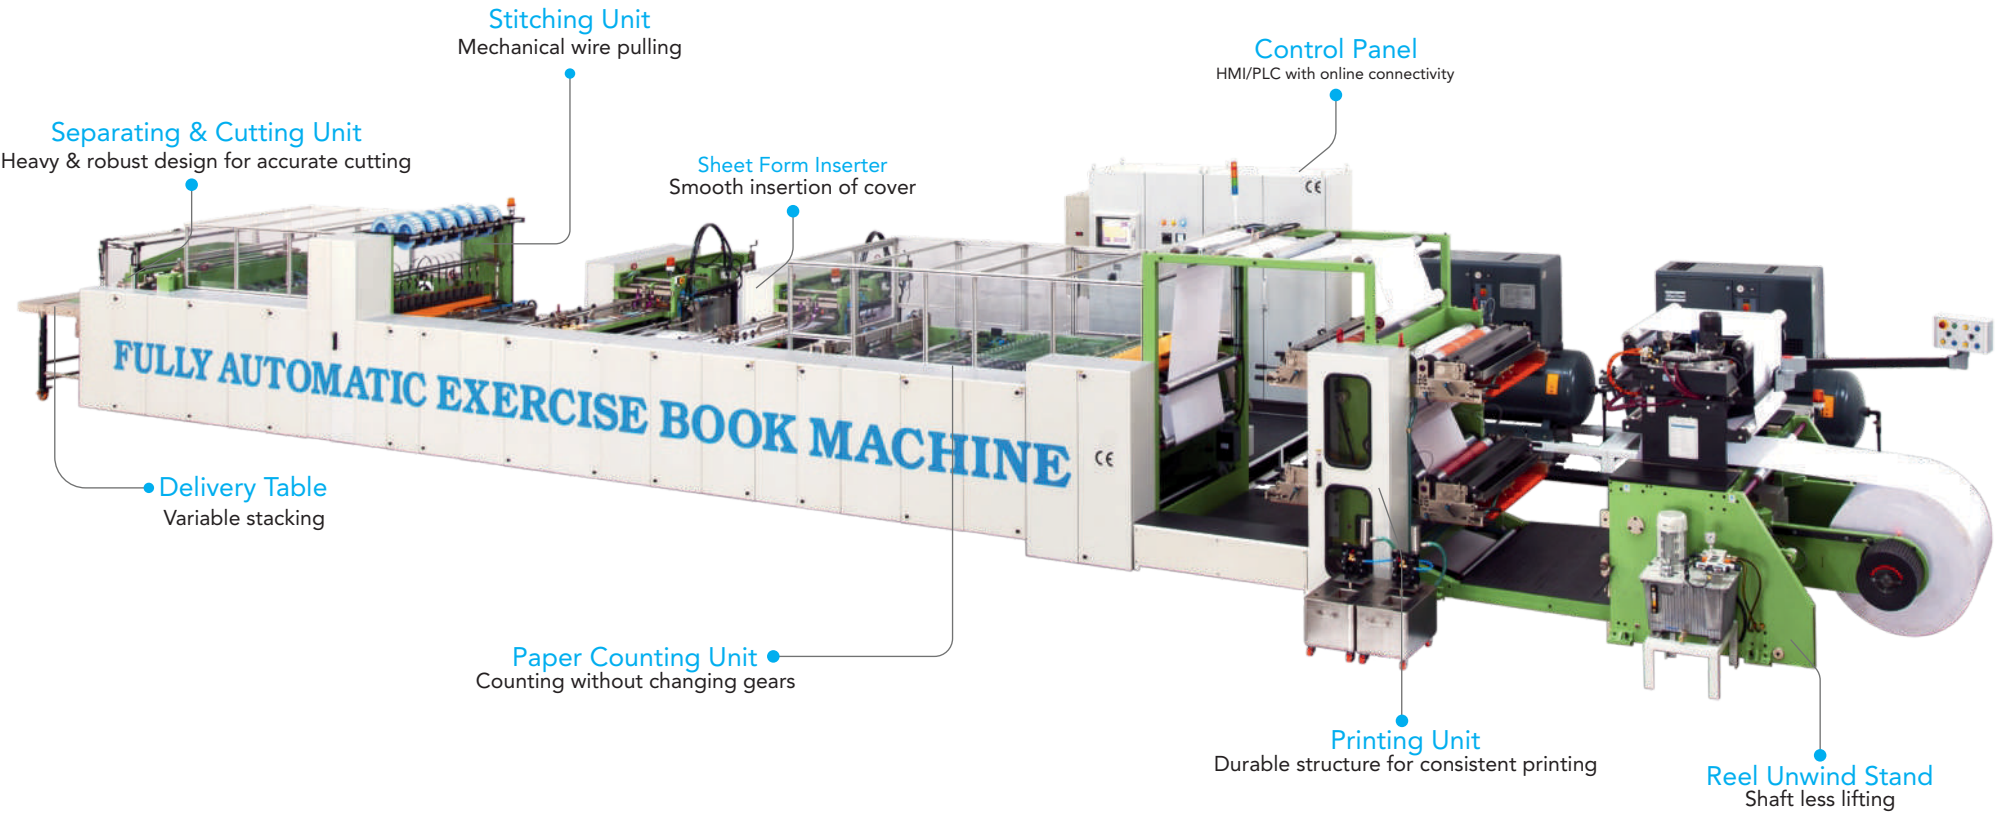 Stitching Unit
Mechanical wire pulling
Control Panel
HMI/PLC with online connectivity
Separating & Cutting Unit
Heavy & robust design for accurate cutting
Sheet Form Inserter
Smooth insertion of cover
CE
FULLY AUTOMATIC EXERCISE BOOK MACHINE
CE
Delivery Table
Variable stacking
Paper Counting Unit
Counting without changing gears
Printing Unit
Durable structure for consistent printing
Reel Unwind Stand
Shaft less lifting